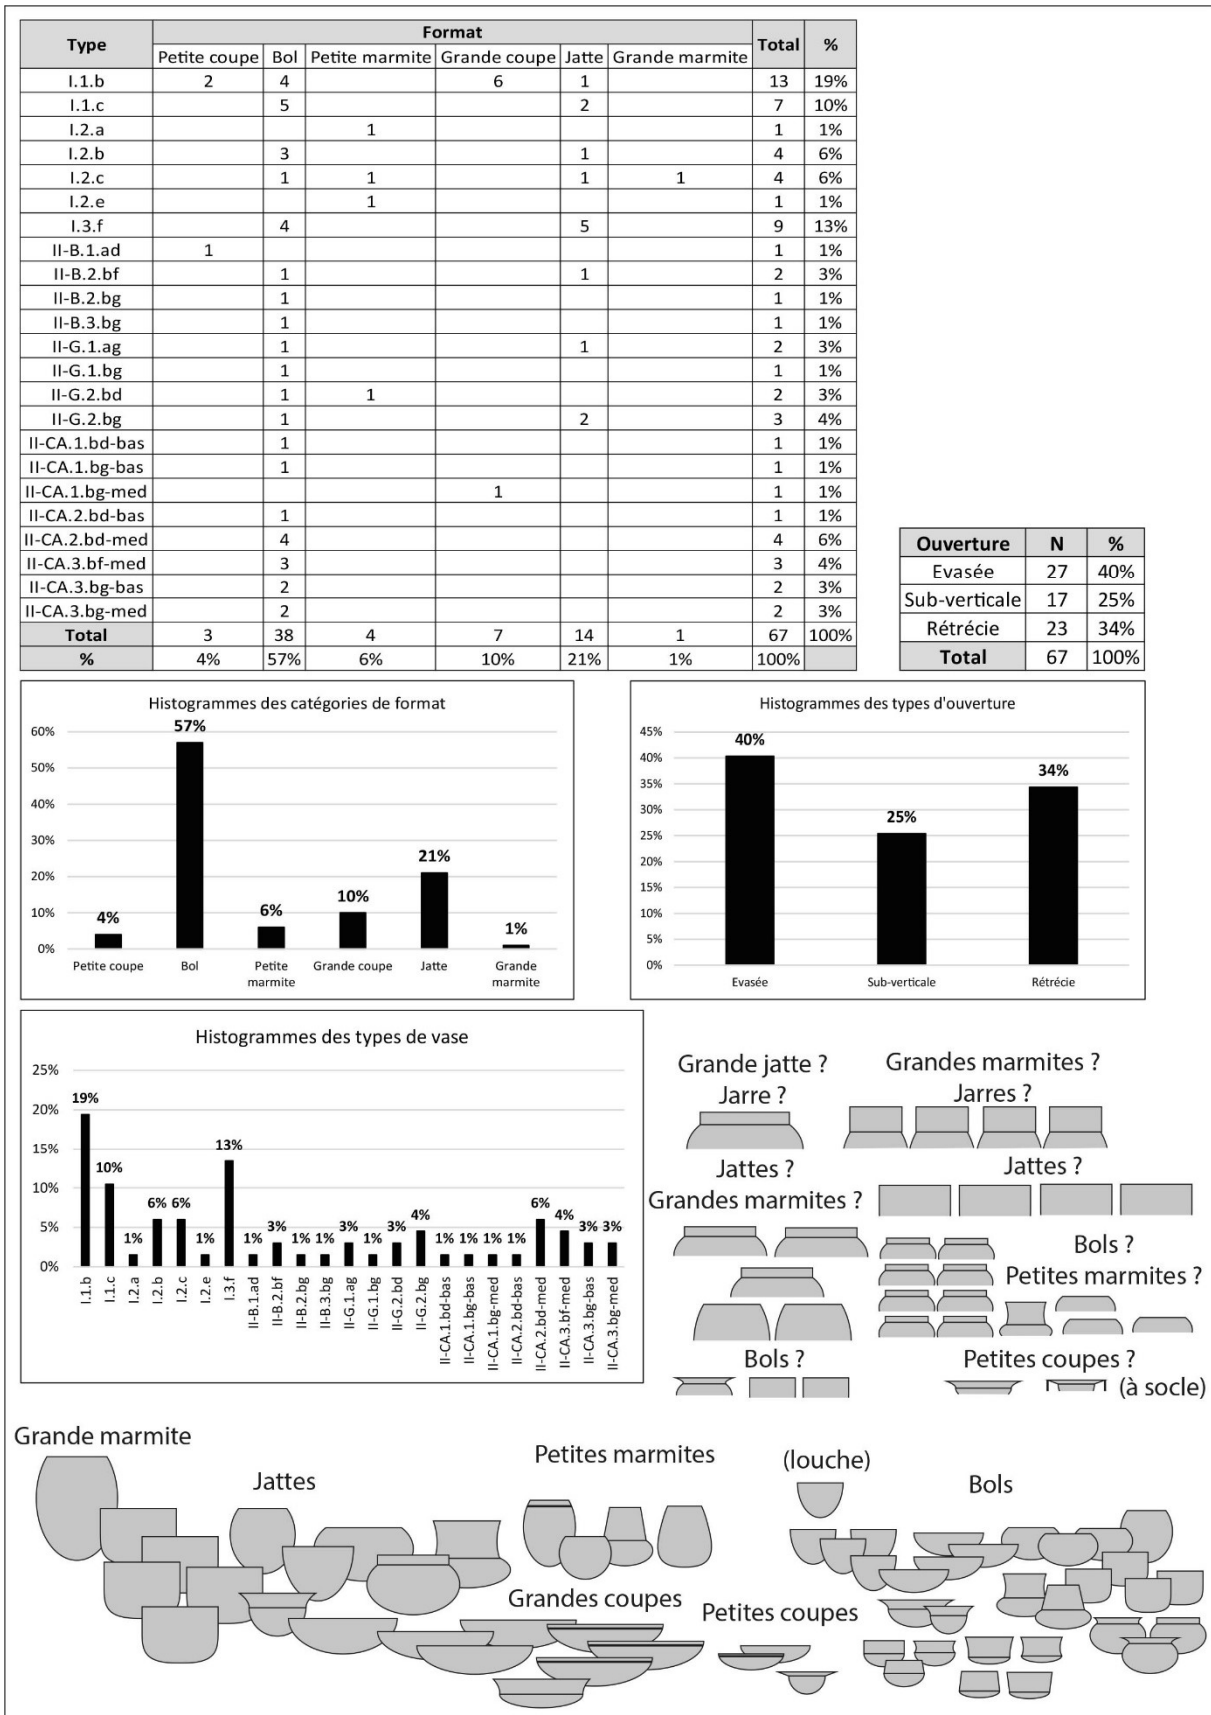 Type Format Total %
Petite coupe Bol Petite marmite Grande coupe Jatte Grande marmite
I.1.b 2 4 6 1 13 19%
I.1.c 5 2 7 10%
I.2.a 1 1 1%
I.2.b 3 1 4 6%
I.2.c 1 1 1 1 4 6%
I.2.e 1 1 1%
I.3.f 4 5 9 13%
II-B.1.ad 1 1 1%
II-B.2.bf 1 1 2 3%
II-B.2.bg 1 1 1%
II-B.3.bg 1 1 1%
II-G.1.ag 1 1 2 3%
II-G.1.bg 1 1 1%
II-G.2.bd 1 1 2 3%
II-G.2.bg 1 2 3 4%
II-CA.1.bd-bas 1 1 1%
II-CA.1.bg-bas 1 1 1%
II-CA.1.bg-med 1 1 1%
II-CA.2.bd-bas 1 1 1%
II-CA.2.bd-med 4 4 6%
II-CA.3.bf-med 3 3 4%
II-CA.3.bg-bas 2 2 3%
II-CA.3.bg-med 2 2 3%
Total 3 38 4 7 14 1 67 100%
% 4% 57% 6% 10% 21% 1% 100%
Ouverture N %
Evasée 27 40%
Sub-verticale 17 25%
Rétrécie 23 34%
Total 67 100%
Histogrammes des catégories de format
60%
50%
40%
30%
20%
10%
0%
4% 57% 6% 10% 21% 1%
Petite coupe Bol Petite marmite Grande coupe Jatte Grande marmite
Histogrammes des types d'ouverture
45%
40%
35%
30%
25%
20%
15%
10%
5%
0%
40% 25% 34%
Evasée Sub-verticale Rétrécie
Histogrammes des types de vase
25%
20%
15%
10%
5%
0%
19% 10% 1% 6% 6% 1% 13% 1% 3% 1% 1% 3% 1% 3% 4% 1% 1% 1% 1% 6% 4% 3% 3%
I.1.b I.1.c I.2.a I.2.b I.2.c I.2.e I.3.f II-B.1.ad II-B.2.bf II-B.2.bg II-B.3.bg II-G.1.ag II-G.1.bg II-G.2.bd II-G.2.bg II-CA.1.bd-bas II-CA.1.bg-bas II-CA.1.bg-med II-CA.2.bd-bas II-CA.2.bd-med II-CA.3.bf-med II-CA.3.bg-bas II-CA.3.bg-med
Grande jatte ?
Jarre ?
Grandes marmites ?
Jarres ?
Jattes ?
Grandes marmites ?
Jattes ?
Bols ?
Petites marmites ?
Bols ?
Petites coupes ?
(à socle)
Grande marmite
Jattes
Petites marmites
(louche)
Bols
Grandes coupes
Petites coupes